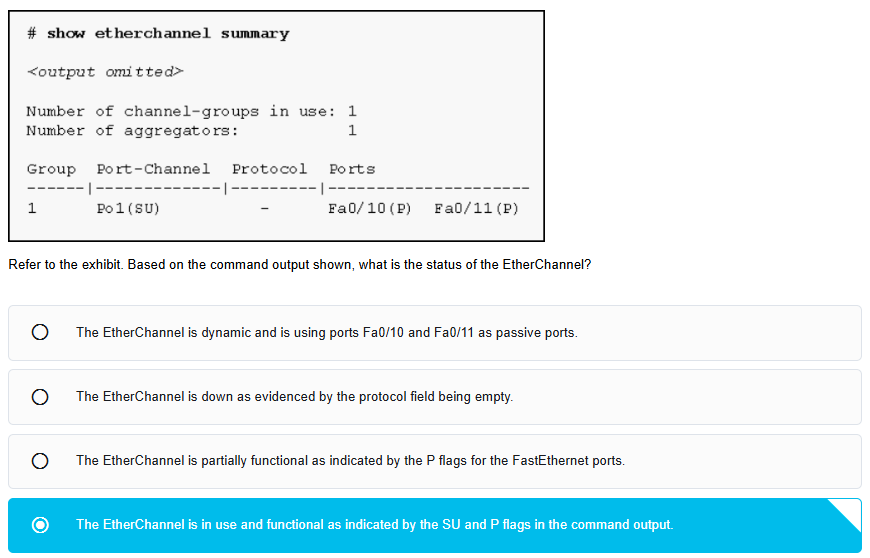 # show etherchannel summary
<output omitted>
Number of channel-groups in use: 1
Number of aggregators: 1
Group Port-Channel Protocol Ports
------|-------------|---------|---------------------
1 Po1(SU) - Fa0/10(P) Fa0/11(P)
Refer to the exhibit. Based on the command output shown, what is the status of the EtherChannel?
The EtherChannel is dynamic and is using ports Fa0/10 and Fa0/11 as passive ports.
The EtherChannel is down as evidenced by the protocol field being empty.
The EtherChannel is partially functional as indicated by the P flags for the FastEthernet ports.
The EtherChannel is in use and functional as indicated by the SU and P flags in the command output.